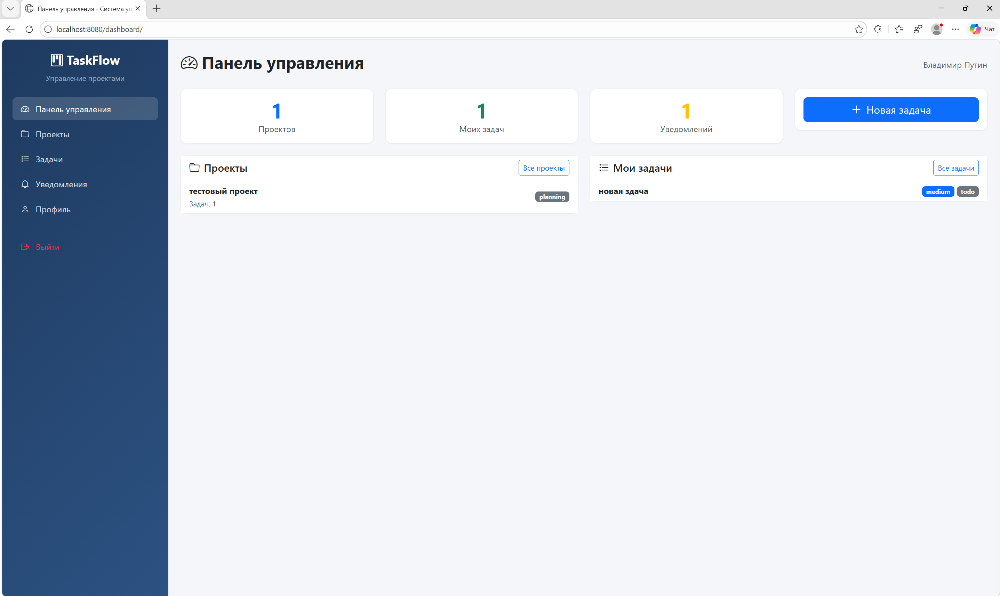 Панель управления - Система уп
localhost:8080/dashboard/
Чат
TaskFlow
Управление проектами
Панель управления
Проекты
Задачи
Уведомления
Профиль
Выйти
Панель управления
Владимир Путин
1
Проектов
1
Моих задач
1
Уведомлений
+ Новая задача
Проекты
Все проекты
тестовый проект
Задач: 1
planning
Мои задачи
Все задачи
новая здача
medium todo